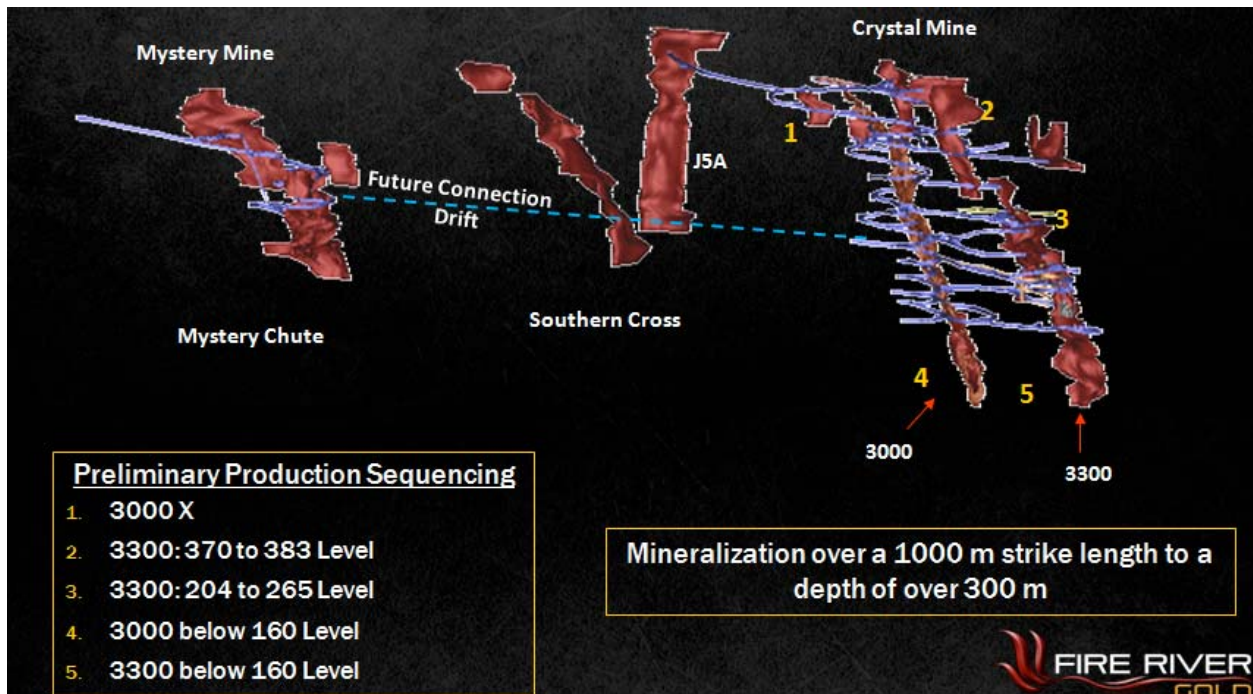 Mystery Mine
Crystal Mine
1
2
J5A
Future Connection
Drift
3
Southern Cross
Mystery Chute
4
5
3000
3300
Preliminary Production Sequencing
1. 3000 X
2. 3300: 370 to 383 Level
3. 3300: 204 to 265 Level
4. 3000 below 160 Level
5. 3300 below 160 Level
Mineralization over a 1000 m strike length to a
depth of over 300 m
FIRE RIVER
GOLD